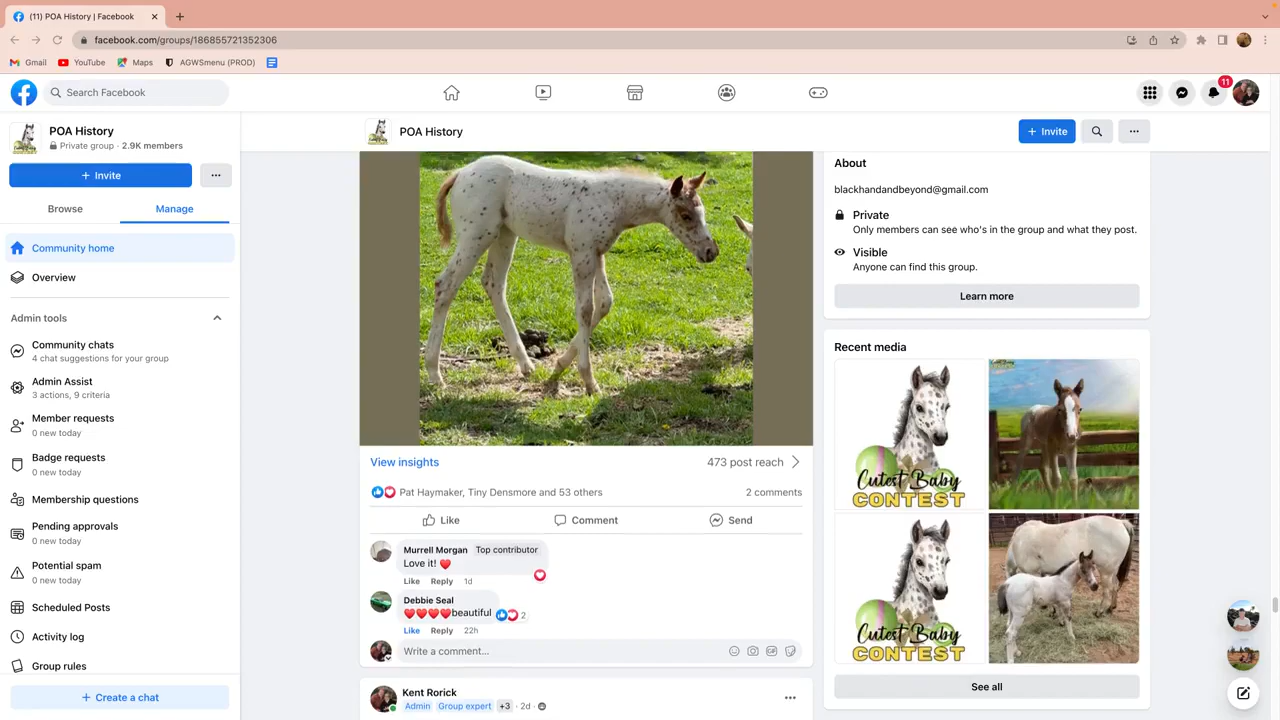 (11) POA History | Facebook
facebook.com/groups/186855721352306
Gmail
YouTube
Maps
AGWSmenu (PROD)
Search Facebook
11
POA History
Private group · 2.9K members
+ Invite
Browse
Manage
Community home
Overview
Admin tools
Community chats
4 chat suggestions for your group
Admin Assist
3 actions, 9 criteria
Member requests
0 new today
Badge requests
0 new today
Membership questions
Pending approvals
0 new today
Potential spam
0 new today
Scheduled Posts
Activity log
Group rules
+ Create a chat
POA History
+ Invite
View insights
473 post reach
Pat Haymaker, Tiny Densmore and 53 others
2 comments
Like
Comment
Send
Murrell Morgan Top contributor
Love it! ❤️
Like Reply 1d
Debbie Seal
❤️❤️❤️❤️beautiful
2
Like Reply 22h
Write a comment...
Kent Rorick
Admin Group expert +3 · 2d ·
About
blackhandandbeyond@gmail.com
Private
Only members can see who's in the group and what they post.
Visible
Anyone can find this group.
Learn more
Recent media
Cutest Baby
CONTEST
Cutest Baby
CONTEST
See all